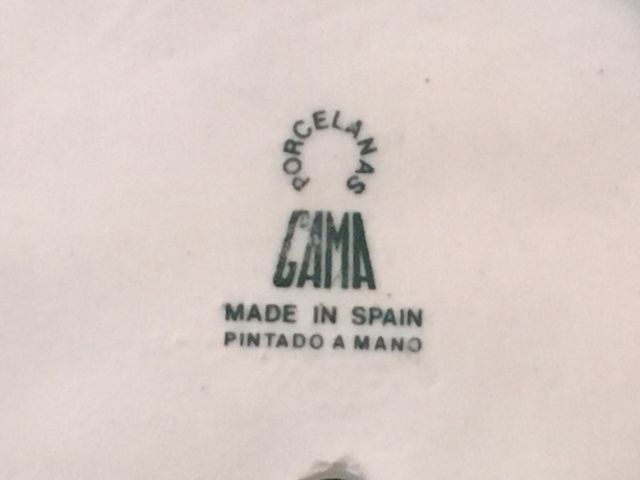 PORCELANAS
GAMA
MADE IN SPAIN
PINTADO A MANO